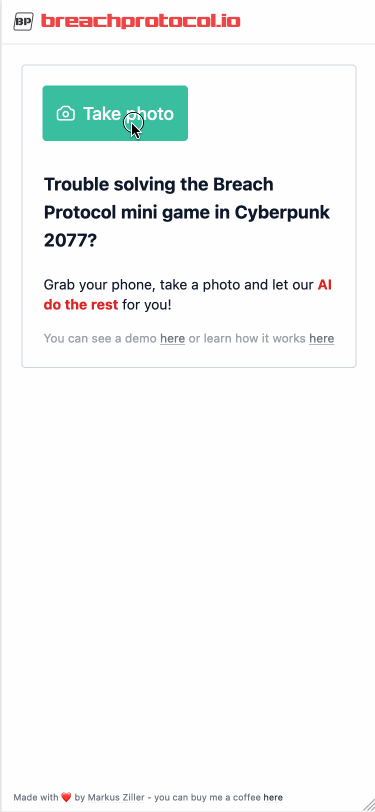 BP breachprotocol.io
Take photo
Trouble solving the Breach
Protocol mini game in Cyberpunk
2077?
Grab your phone, take a photo and let our AI
do the rest for you!
You can see a demo here or learn how it works here
Made with ❤️ by Markus Ziller - you can buy me a coffee here